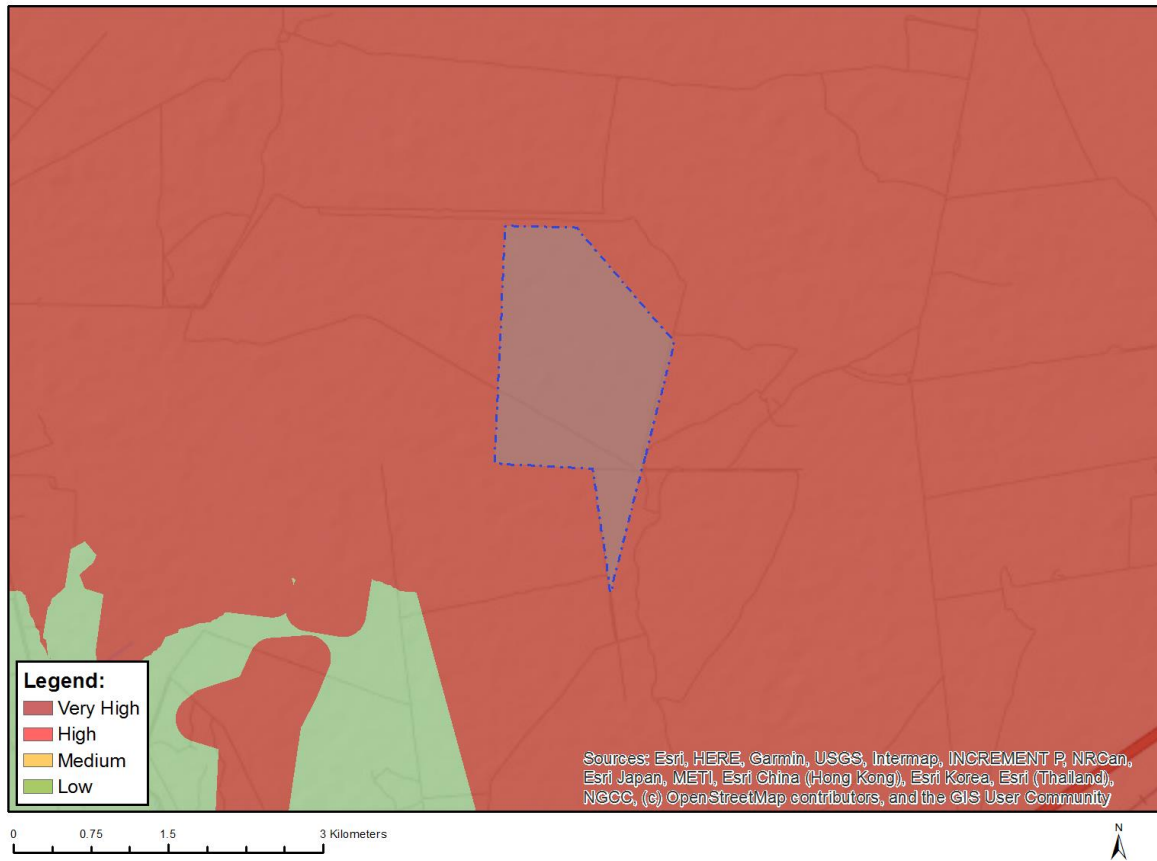 Legend:
Very High
High
Medium
Low
Sources: Esri, HERE, Garmin, USGS, Intermap, INCREMENT P, NRCan,
Esri Japan, METI, Esri China (Hong Kong), Esri Korea, Esri (Thailand),
NGCC, (c) OpenStreetMap contributors, and the GIS User Community
0 0.75 1.5 3 Kilometers
N